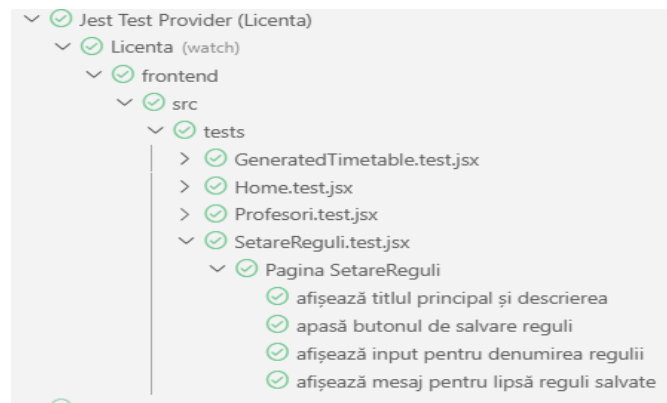 Jest Test Provider (Licenta)
Licenta (watch)
frontend
src
tests
GeneratedTimetable.test.jsx
Home.test.jsx
Profesori.test.jsx
SetareReguli.test.jsx
Pagina SetareReguli
afișează titlul principal și descrierea
apasă butonul de salvare reguli
afișează input pentru denumirea regulii
afișează mesaj pentru lipsă reguli salvate